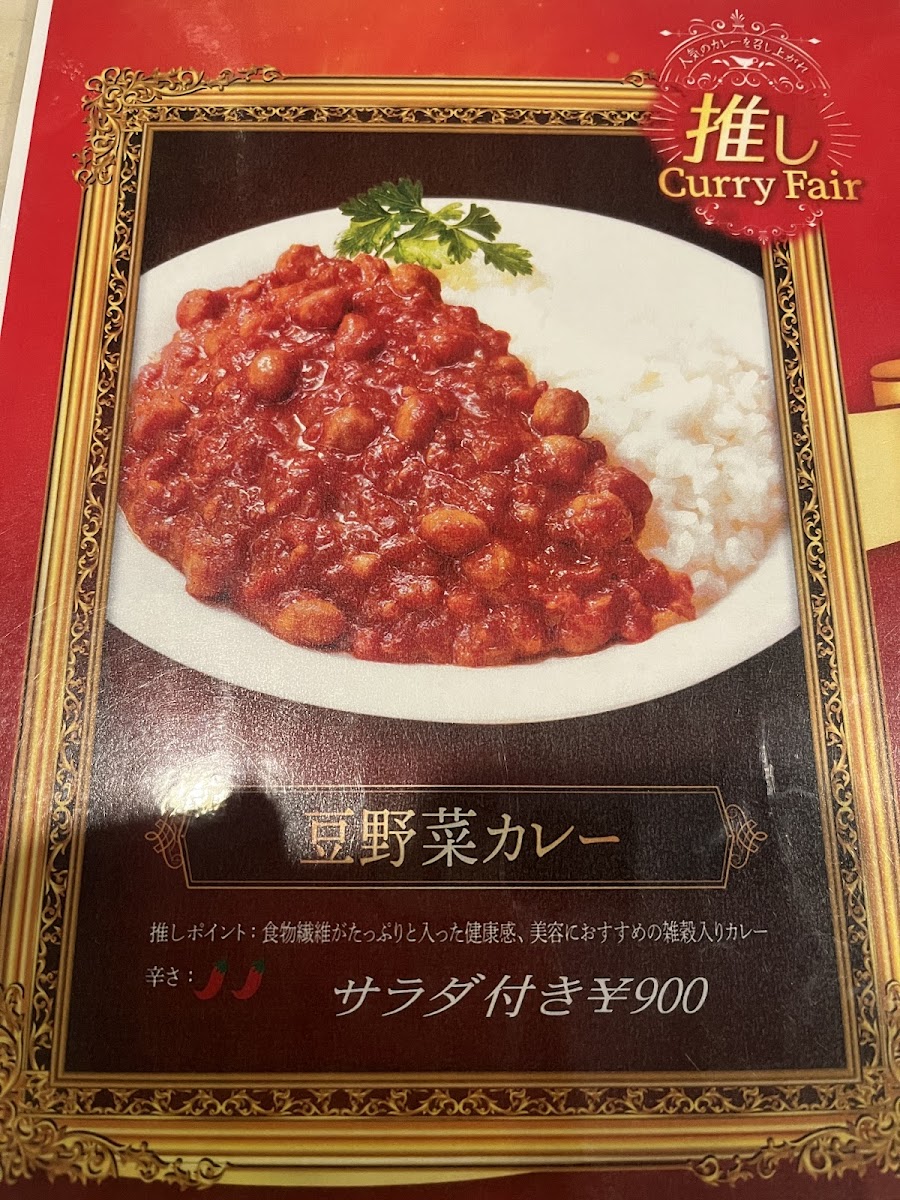 人気のカレーを召し上がれ
推し
Curry Fair
豆野菜カレー
推しポイント：食物繊維がたっぷりと入った健康感、美容におすすめの雑穀入りカレー
辛さ：
サラダ付き¥900